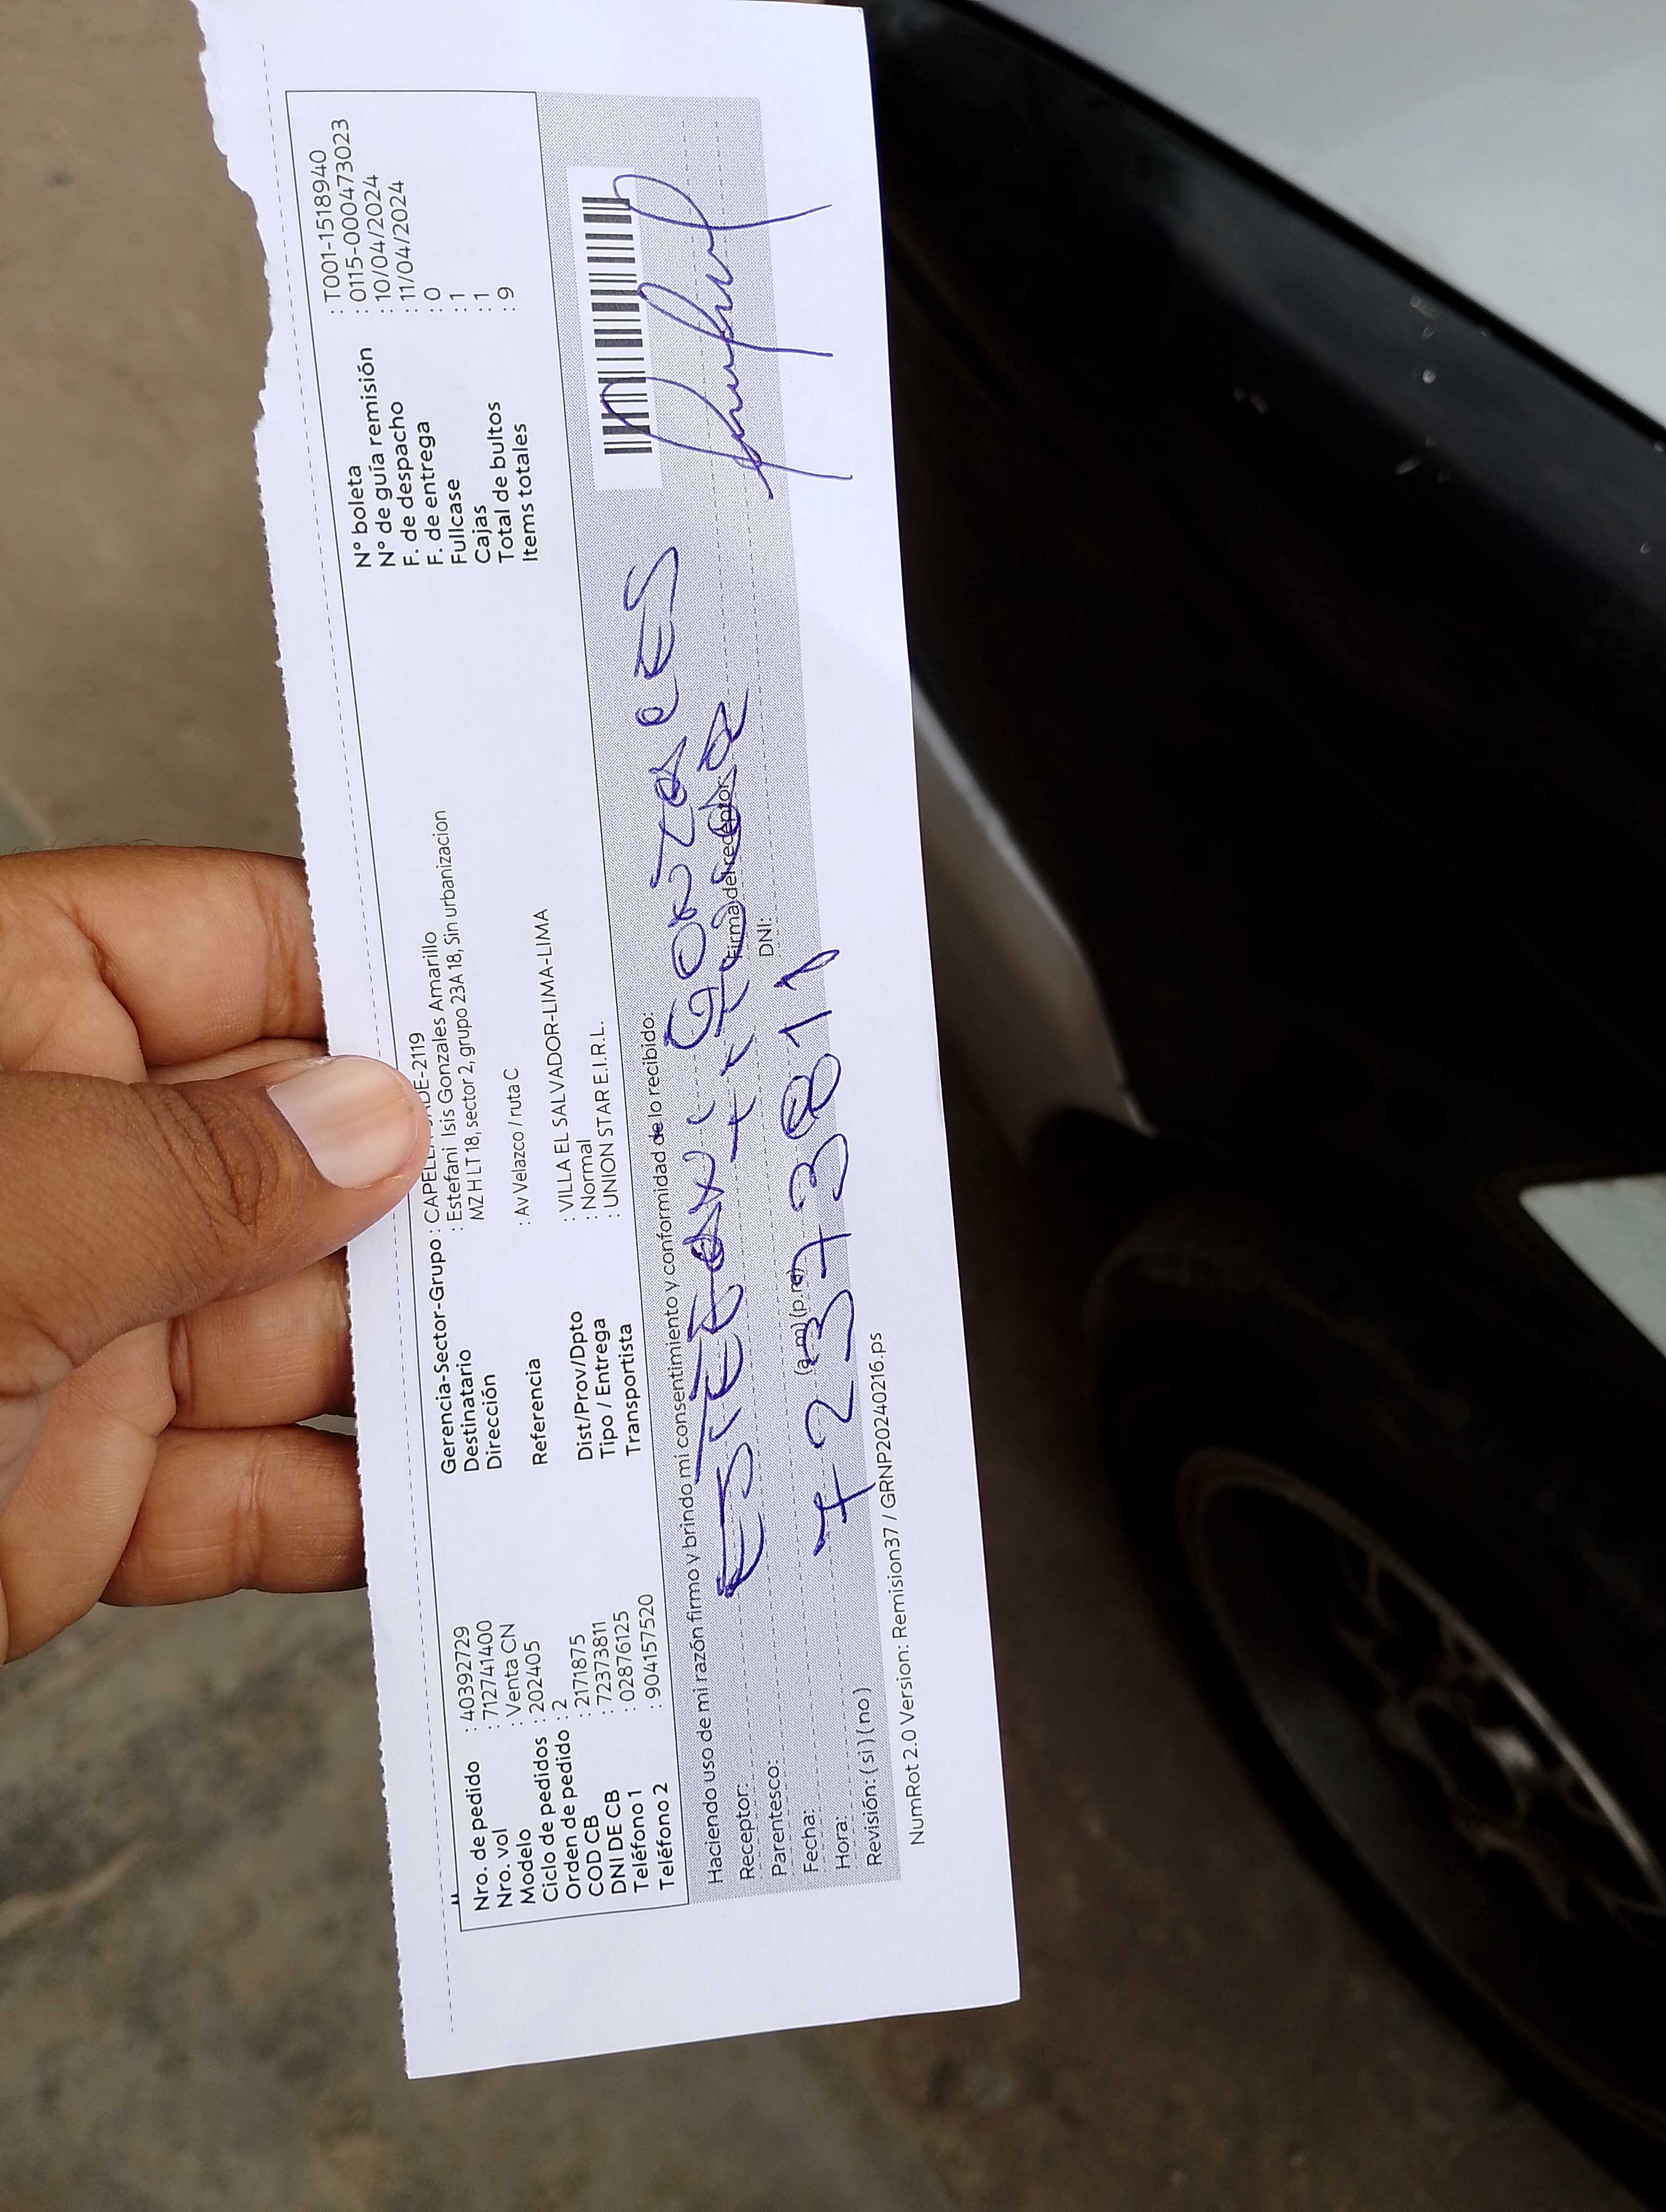 Nro. de pedido : 40392729
Nro. vol : 712741400
Modelo : Venta CN
Ciclo de pedidos : 202405
Orden de pedido : 2
COD CB : 2171875
DNI DE CB : 72373811
Teléfono 1 : 02876125
Teléfono 2 : 904157520
Gerencia-Sector-Grupo : -2119
Destinatario : Estefani Isis Gonzales Amarillo
Dirección : MZ H LT 18, sector 2, grupo 23A 18, Sin urbanizacion
Referencia : Av Velazco / ruta C
Dist/Prov/Dpto : VILLA EL SALVADOR-LIMA-LIMA
Tipo / Entrega : Normal
Transportista : UNION STAR E.I.R.L.
N° boleta : T001-1518940
N° de guía remisión : 0115-0000473023
F. de despacho : 10/04/2024
F. de entrega : 11/04/2024
Fullcase : 0
Cajas : 1
Total de bultos : 1
Items totales : 9
Haciendo uso de mi razón firmo y brindo mi consentimiento y conformidad de lo recibido:
Receptor: ESTEFANI GONZALES
Parentesco:
Fecha: 72373811
Hora: (a.m) (p.m)
Firma del receptor:
DNI:
Revisión: ( si ) ( no )
NumRot 2.0 Version: Remision37 / GRNP20240216.ps